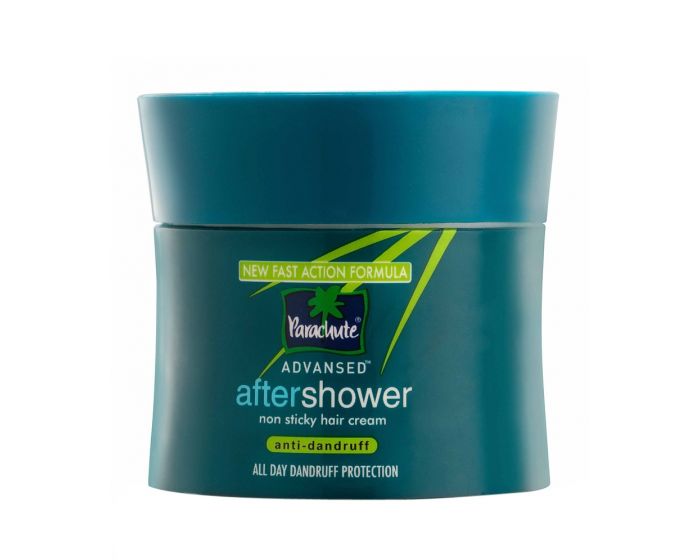 NEW FAST ACTION FORMULA
Parachute®
ADVANSED™
aftershower
non sticky hair cream
anti-dandruff
ALL DAY DANDRUFF PROTECTION